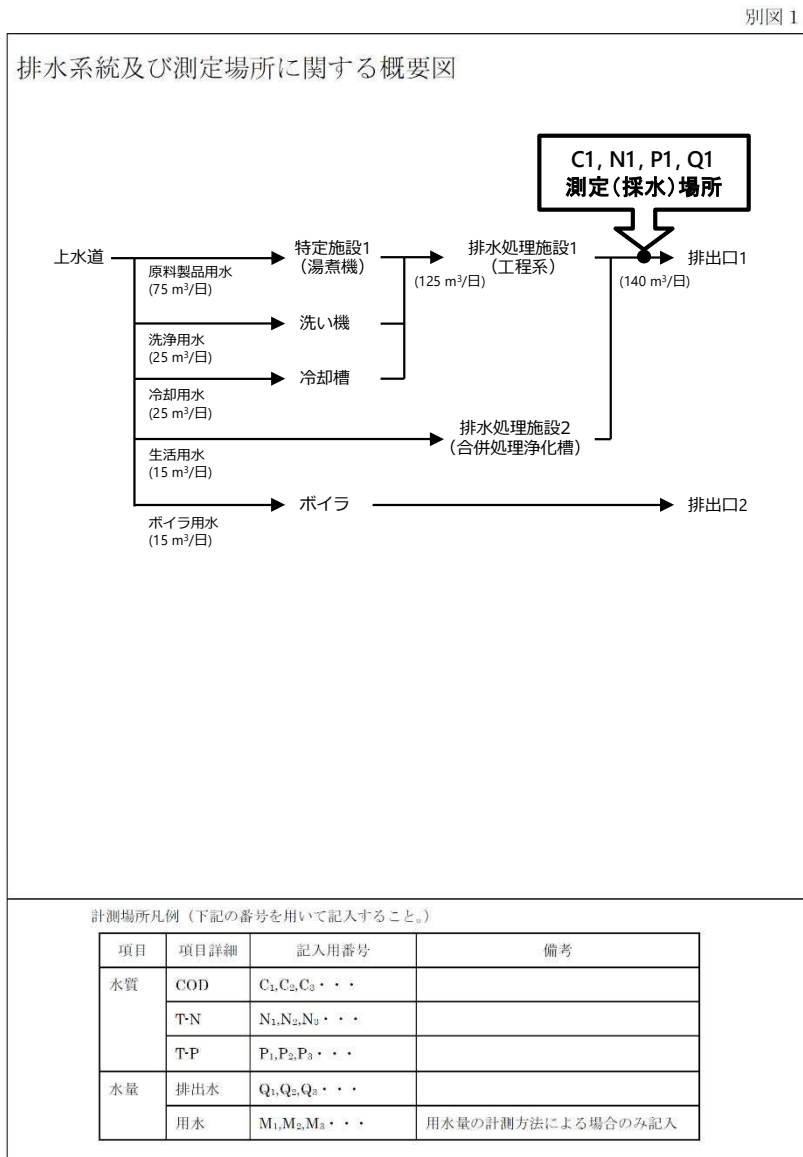 別図 1
排水系統及び測定場所に関する概要図
C1, N1, P1, Q1
測定(採水)場所
上水道
原料製品用水
(75 m³/日)
特定施設1
(湯煮機)
(125 m³/日)
排水処理施設1
(工程系)
(140 m³/日)
排出口1
洗浄用水
(25 m³/日)
洗い機
冷却用水
(25 m³/日)
冷却槽
生活用水
(15 m³/日)
排水処理施設2
(合併処理浄化槽)
ボイラ用水
(15 m³/日)
ボイラ
排出口2
計測場所凡例（下記の番号を用いて記入すること。）
項目 項目詳細 記入用番号 備考
水質 COD C₁,C₂,C₃・・・
T-N N₁,N₂,N₃・・・
T-P P₁,P₂,P₃・・・
水量 排出水 Q₁,Q₂,Q₃・・・
用水 M₁,M₂,M₃・・・ 用水量の計測方法による場合のみ記入